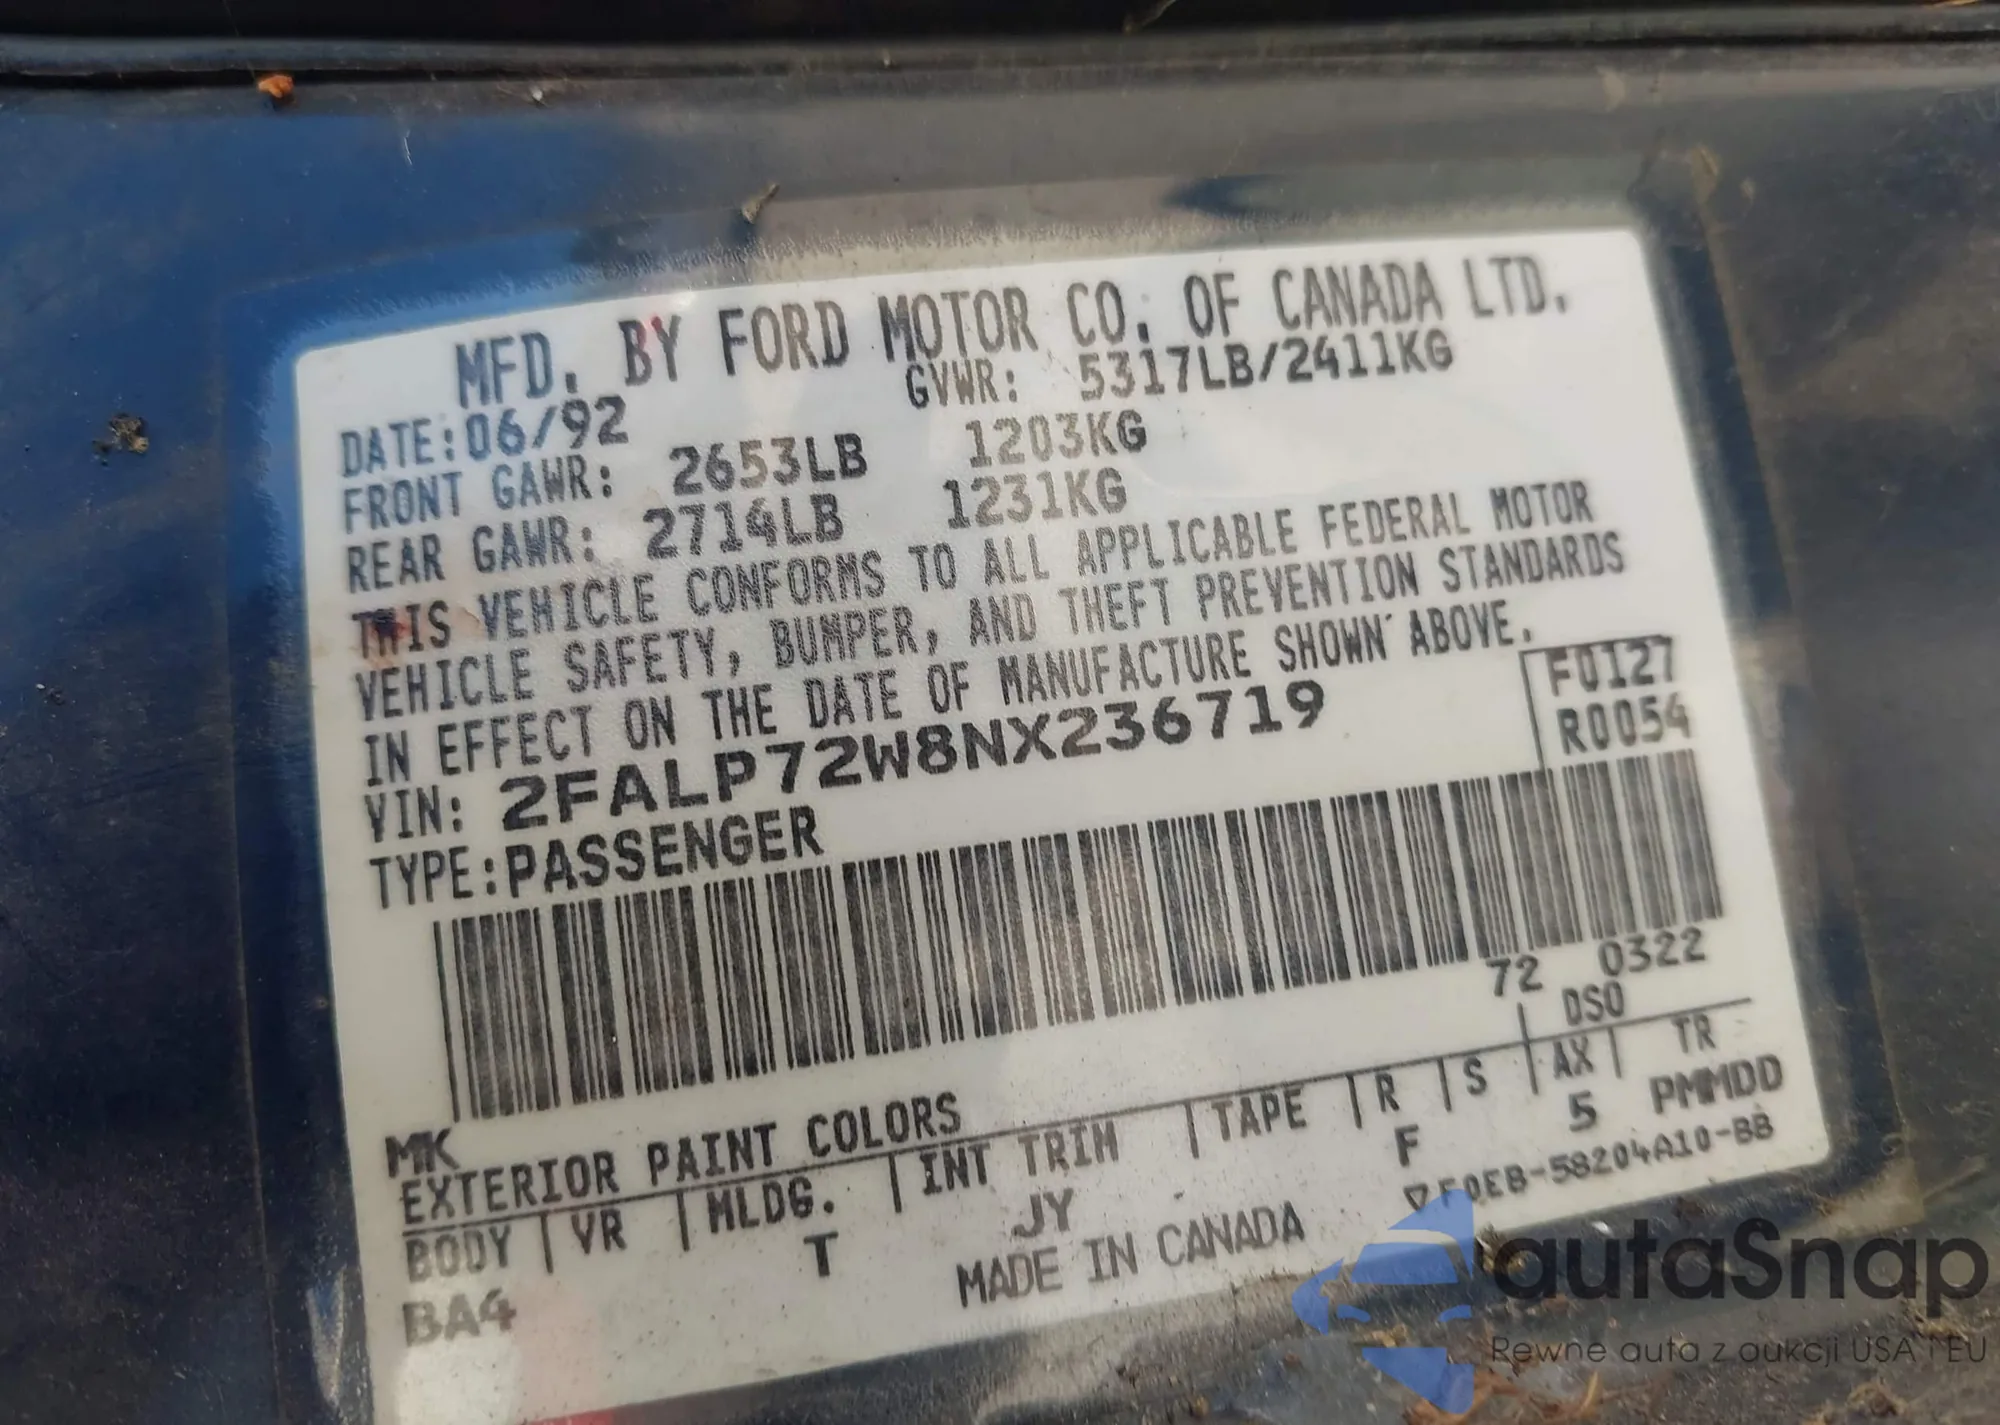 MFD. BY FORD MOTOR CO. OF CANADA LTD.
DATE:06/92 GVWR: 5317LB/2411KG
FRONT GAWR: 2653LB 1203KG
REAR GAWR: 2714LB 1231KG
THIS VEHICLE CONFORMS TO ALL APPLICABLE FEDERAL MOTOR
VEHICLE SAFETY, BUMPER, AND THEFT PREVENTION STANDARDS
IN EFFECT ON THE DATE OF MANUFACTURE SHOWN ABOVE.
VIN: 2FALP72W8NX236719 F0127
TYPE:PASSENGER R0054
72 0322
DSO
MK
EXTERIOR PAINT COLORS
BODY VR MLDG. INT TRIM TAPE R S AX TR
BA4 T JY F 5 PMMDD
MADE IN CANADA F0EB-58204A10-BB
autaSnap
Rewne auta z aukcji USA i EU